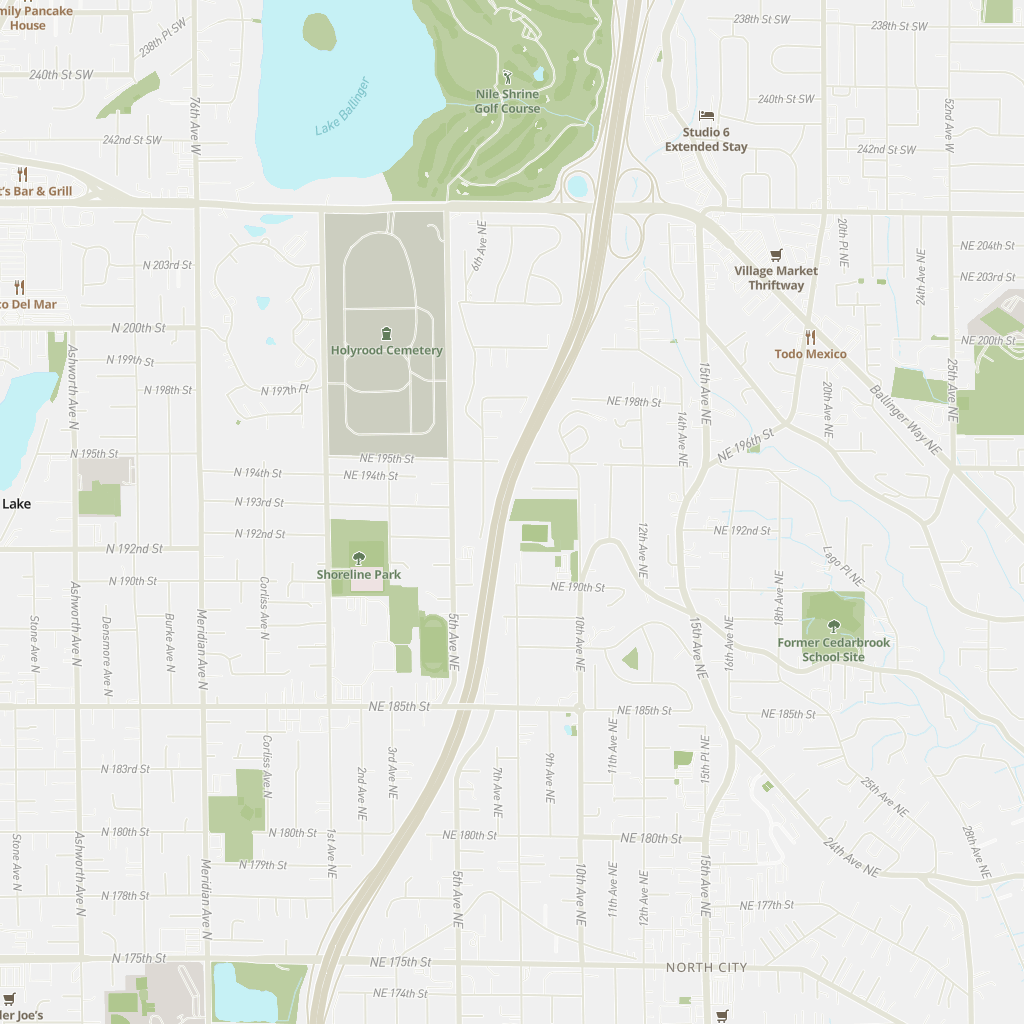 mily Pancake
House
238th Pl SW
238th St SW
238th St SW
240th St SW
76th Ave W
Lake Ballinger
Nile Shrine
Golf Course
240th St SW
52nd Ave W
Studio 6
Extended Stay
242nd St SW
242nd St SW
t's Bar & Grill
6th Ave NE
20th Pl NE
24th Ave NE
NE 204th St
N 203rd St
Village Market
Thriftway
NE 203rd St
co Del Mar
N 200th St
Holyrood Cemetery
Todo Mexico
NE 200th St
Ashworth Ave N
N 199th St
N 198th St
N 197th Pl
15th Ave NE
25th Ave NE
NE 198th St
14th Ave NE
20th Ave NE
Ballinger Way NE
NE 196th St
N 195th St
NE 195th St
N 194th St
NE 194th St
Lake
N 193rd St
N 192nd St
NE 192nd St
12th Ave NE
N 192nd St
Lago Pl NE
Shoreline Park
N 190th St
NE 190th St
Ashworth Ave N
Corliss Ave N
18th Ave NE
Stone Ave N
Densmore Ave N
Burke Ave N
Meridian Ave N
5th Ave NE
10th Ave NE
15th Ave NE
16th Ave NE
Former Cedarbrook
School Site
NE 185th St
NE 185th St
NE 185th St
Corliss Ave N
11th Ave NE
15th Pl NE
N 183rd St
2nd Ave NE
3rd Ave NE
7th Ave NE
9th Ave NE
25th Ave NE
N 180th St
N 180th St
NE 180th St
NE 180th St
Stone Ave N
Ashworth Ave N
1st Ave NE
24th Ave NE
28th Ave NE
Meridian Ave N
N 179th St
5th Ave NE
10th Ave NE
11th Ave NE
12th Ave NE
15th Ave NE
N 178th St
NE 177th St
N 175th St
NE 175th St
NORTH CITY
NE 174th St
der Joe's